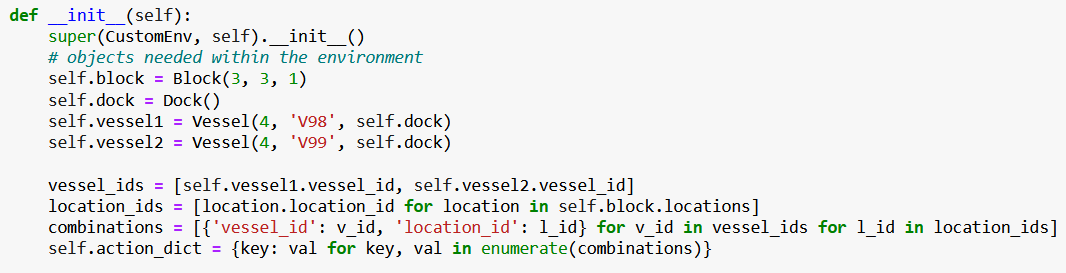 def __init__(self):
    super(CustomEnv, self).__init__()
    # objects needed within the environment
    self.block = Block(3, 3, 1)
    self.dock = Dock()
    self.vessel1 = Vessel(4, 'V98', self.dock)
    self.vessel2 = Vessel(4, 'V99', self.dock)

    vessel_ids = [self.vessel1.vessel_id, self.vessel2.vessel_id]
    location_ids = [location.location_id for location in self.block.locations]
    combinations = [{'vessel_id': v_id, 'location_id': l_id} for v_id in vessel_ids for l_id in location_ids]
    self.action_dict = {key: val for key, val in enumerate(combinations)}